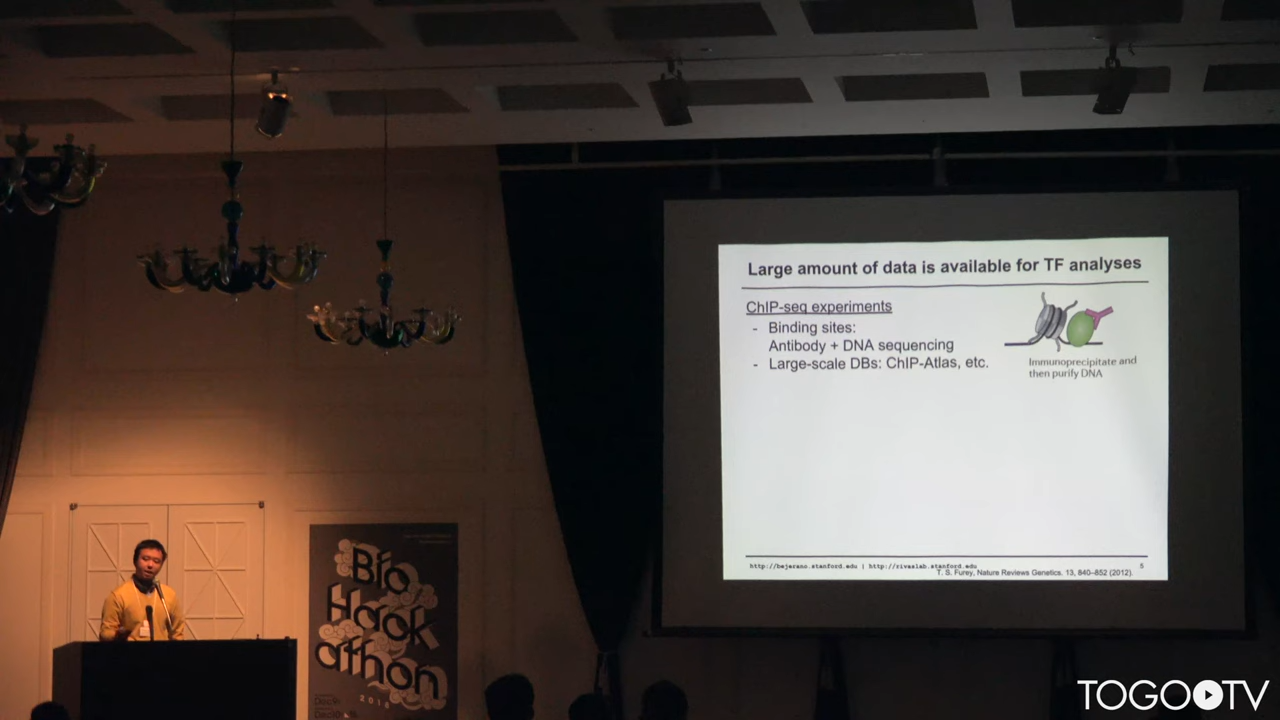 Large amount of data is available for TF analyses
ChIP-seq experiments
- Binding sites:
Antibody + DNA sequencing
- Large-scale DBs: ChIP-Atlas, etc.
Immunoprecipitate and
then purify DNA
http://bejerano.stanford.edu | http://rivaslab.stanford.edu
5
T. S. Furey, Nature Reviews Genetics. 13, 840–852 (2012).
Bio
Hack
athon
2018
TOGO TV